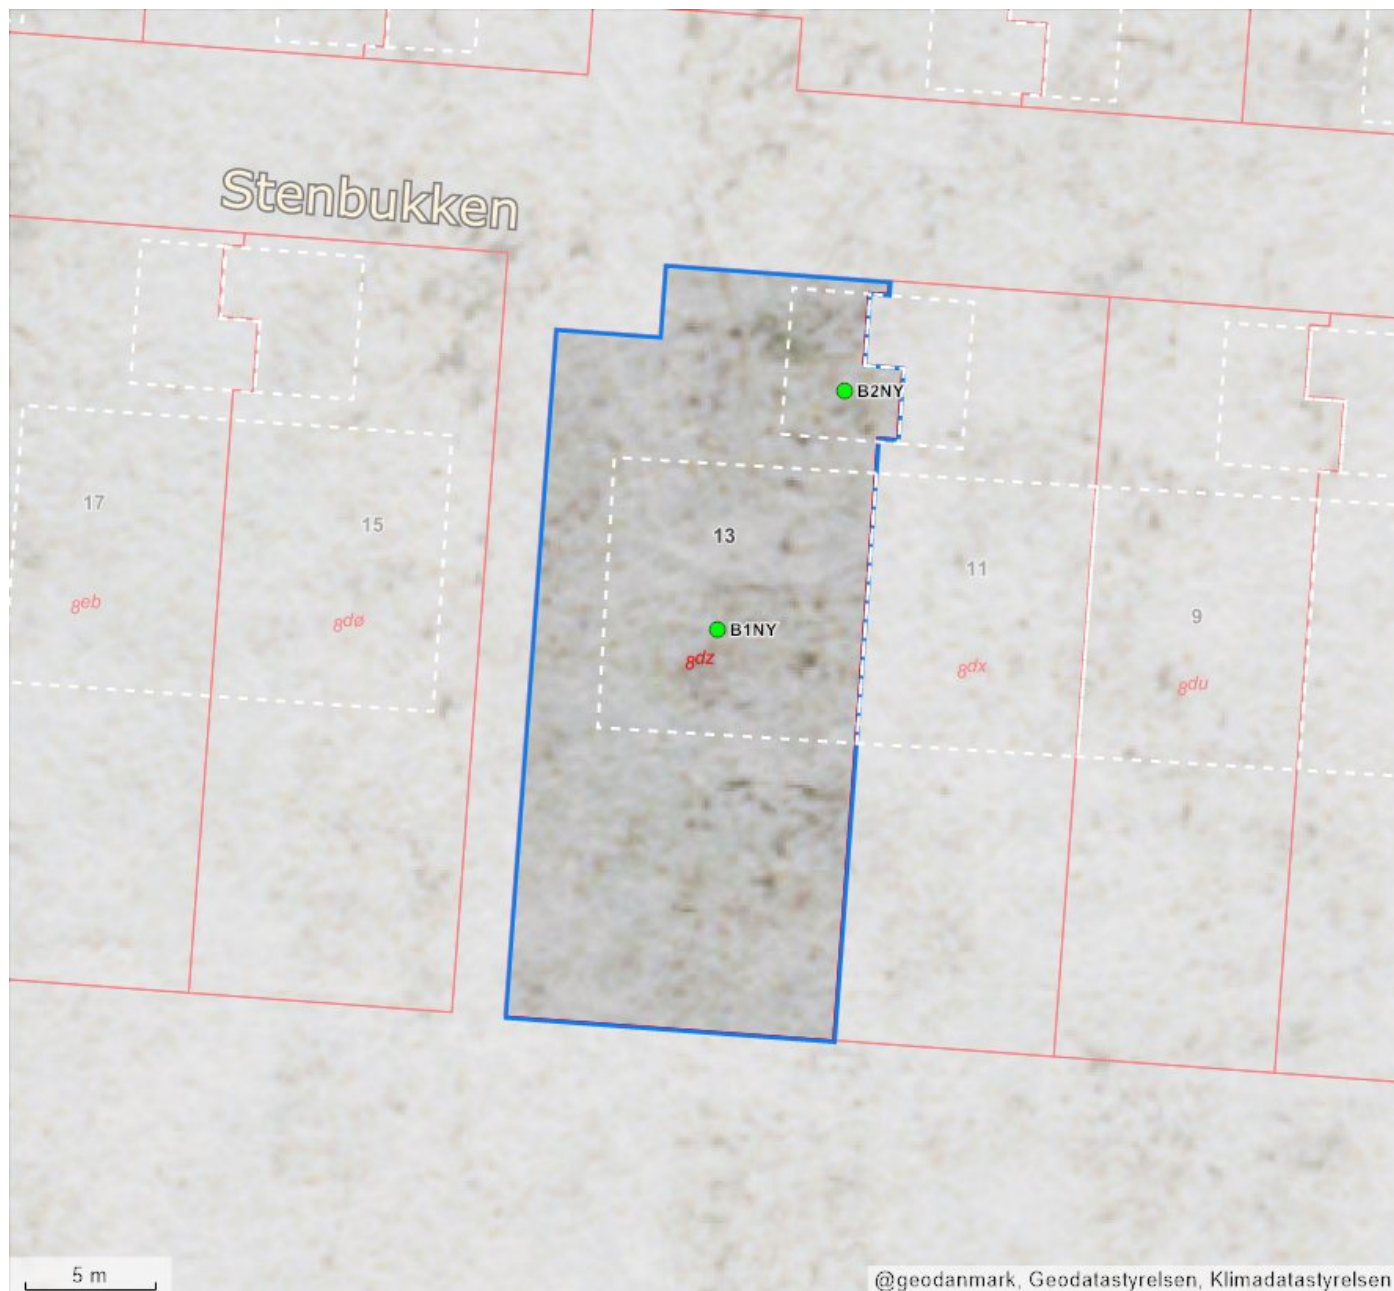 Stenbukken
B2NY
17
15
13
11
9
8eb
8dø
B1NY
8dz
8dx
8du
5 m
@geodanmark, Geodatastyrelsen, Klimadatastyrelsen